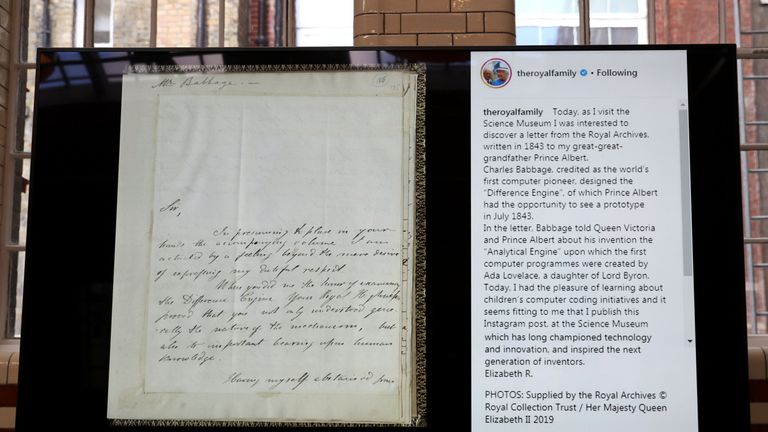 Mr Babbage.
Sir,
In presuming to place in your
hands the accompanying volume I am
actuated by a feeling beyond the mere desire
of expressing my dutiful respect
When you did me the honor of examining
the Difference Engine Your Royal Highness
proved that you not only understood gene-
rally the nature of the mechanism, but
also its important bearing upon human
knowledge.
Having myself abstained from
theroyalfamily • Following
theroyalfamily Today, as I visit the
Science Museum I was interested to
discover a letter from the Royal Archives,
written in 1843 to my great-great-
grandfather Prince Albert.
Charles Babbage, credited as the world's
first computer pioneer, designed the
"Difference Engine", of which Prince Albert
had the opportunity to see a prototype
in July 1843.
In the letter, Babbage told Queen Victoria
and Prince Albert about his invention the
"Analytical Engine" upon which the first
computer programmes were created by
Ada Lovelace, a daughter of Lord Byron.
Today, I had the pleasure of learning about
children's computer coding initiatives and it
seems fitting to me that I publish this
Instagram post, at the Science Museum
which has long championed technology
and innovation, and inspired the next
generation of inventors.
Elizabeth R.
PHOTOS: Supplied by the Royal Archives ©
Royal Collection Trust / Her Majesty Queen
Elizabeth II 2019